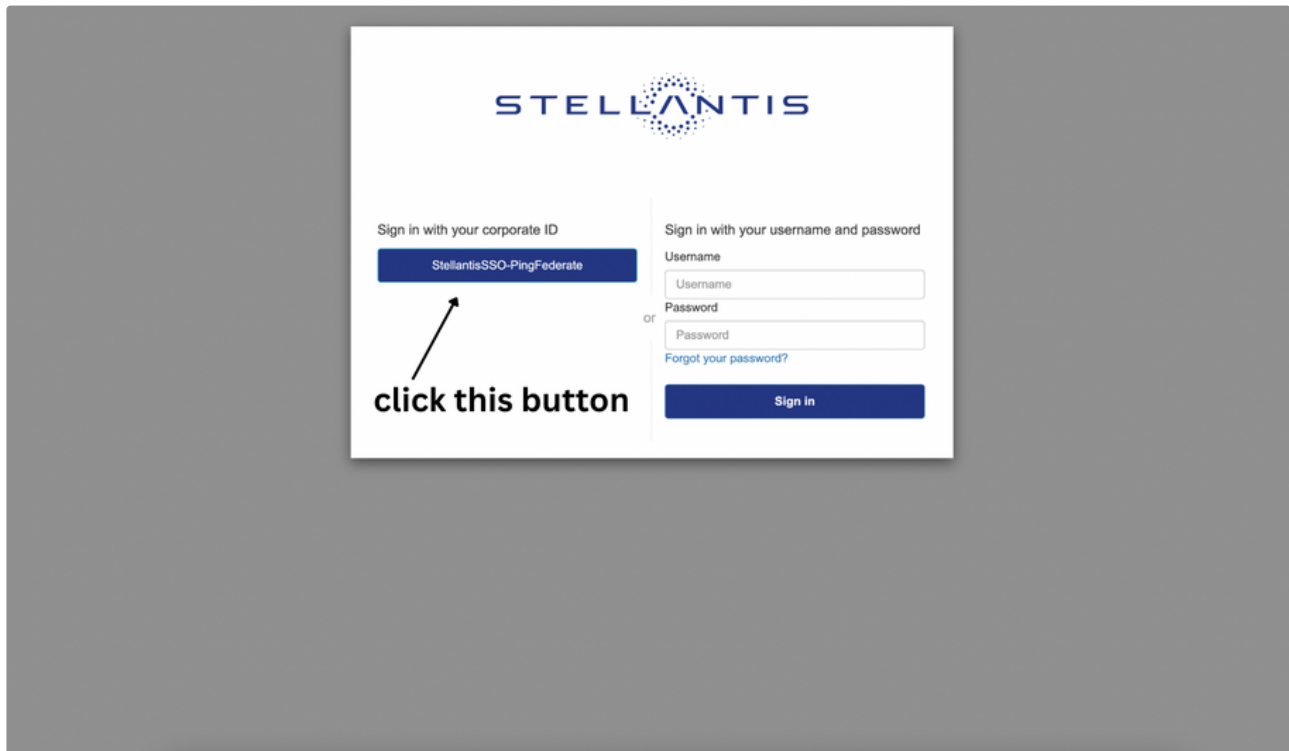 STELLANTIS
Sign in with your corporate ID
StellantisSSO-PingFederate
click this button
or
Sign in with your username and password
Username
Username
Password
Password
Forgot your password?
Sign in